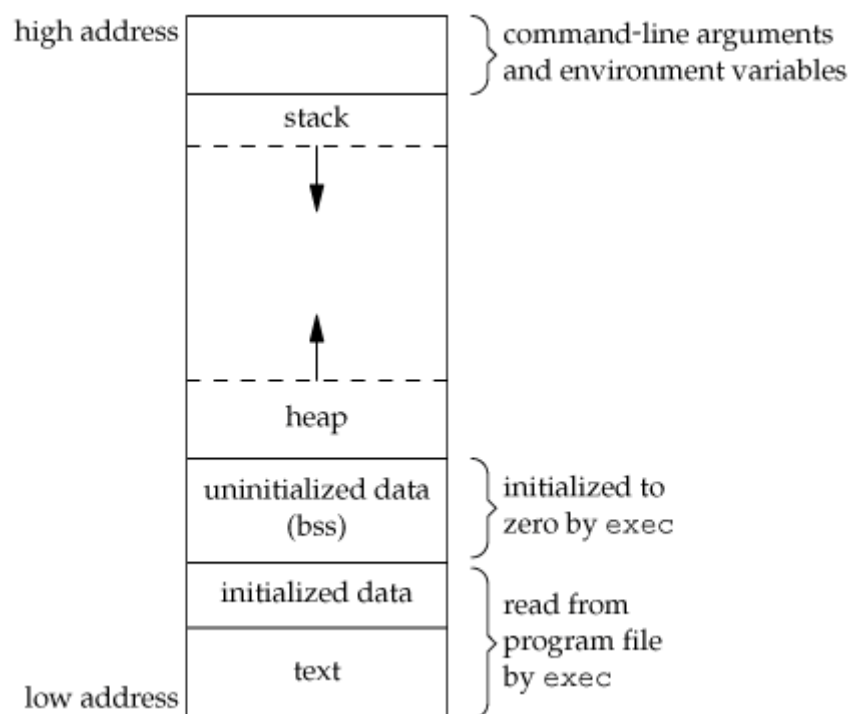 high address
command-line arguments
and environment variables
stack
heap
uninitialized data
(bss)
initialized to
zero by exec
initialized data
read from
program file
by exec
text
low address